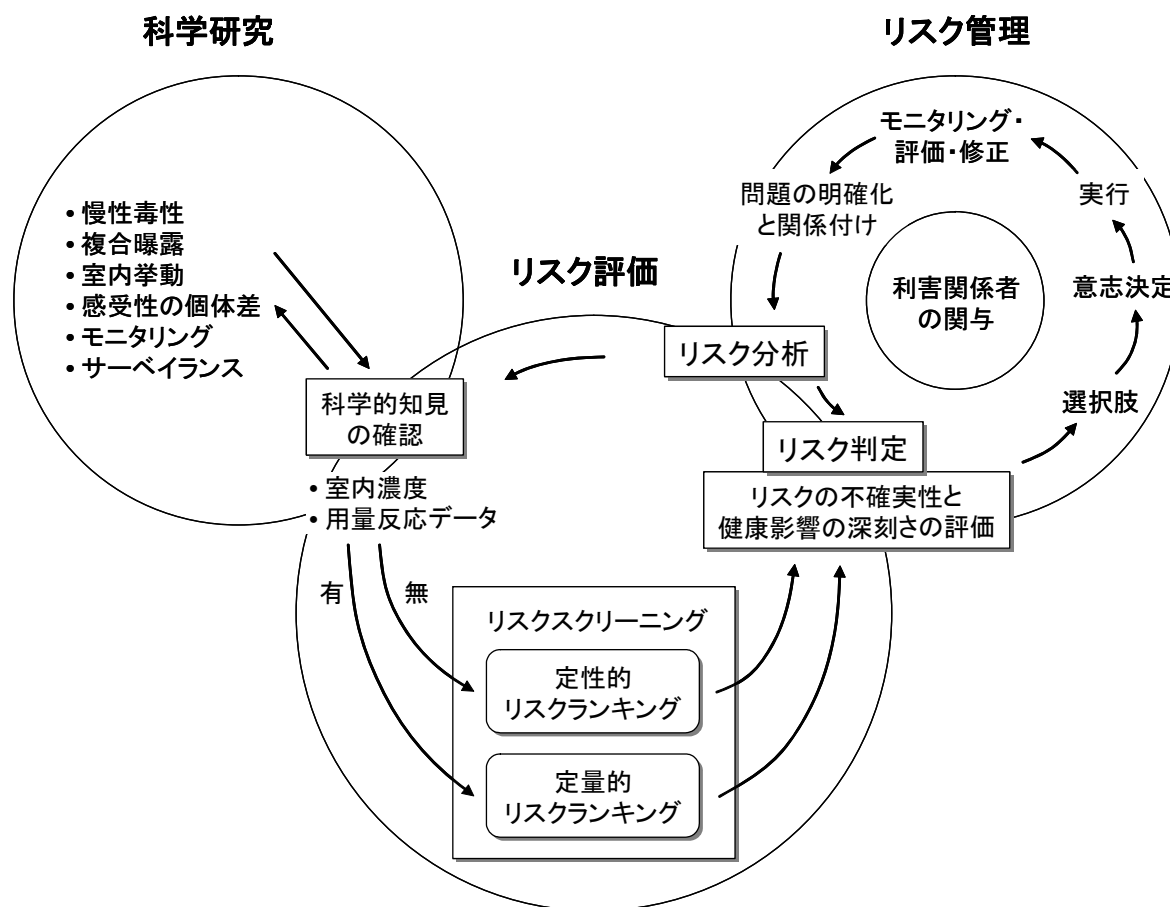 科学研究
リスク管理
・慢性毒性
・複合曝露
・室内挙動
・感受性の個体差
・モニタリング
・サーベイランス
リスク評価
モニタリング・
評価・修正
問題の明確化
と関係付け
実行
利害関係者
の関与
意志決定
選択肢
リスク分析
科学的知見
の確認
リスク判定
リスクの不確実性と
健康影響の深刻さの評価
・室内濃度
・用量反応データ
有
無
リスクスクリーニング
定性的
リスクランキング
定量的
リスクランキング